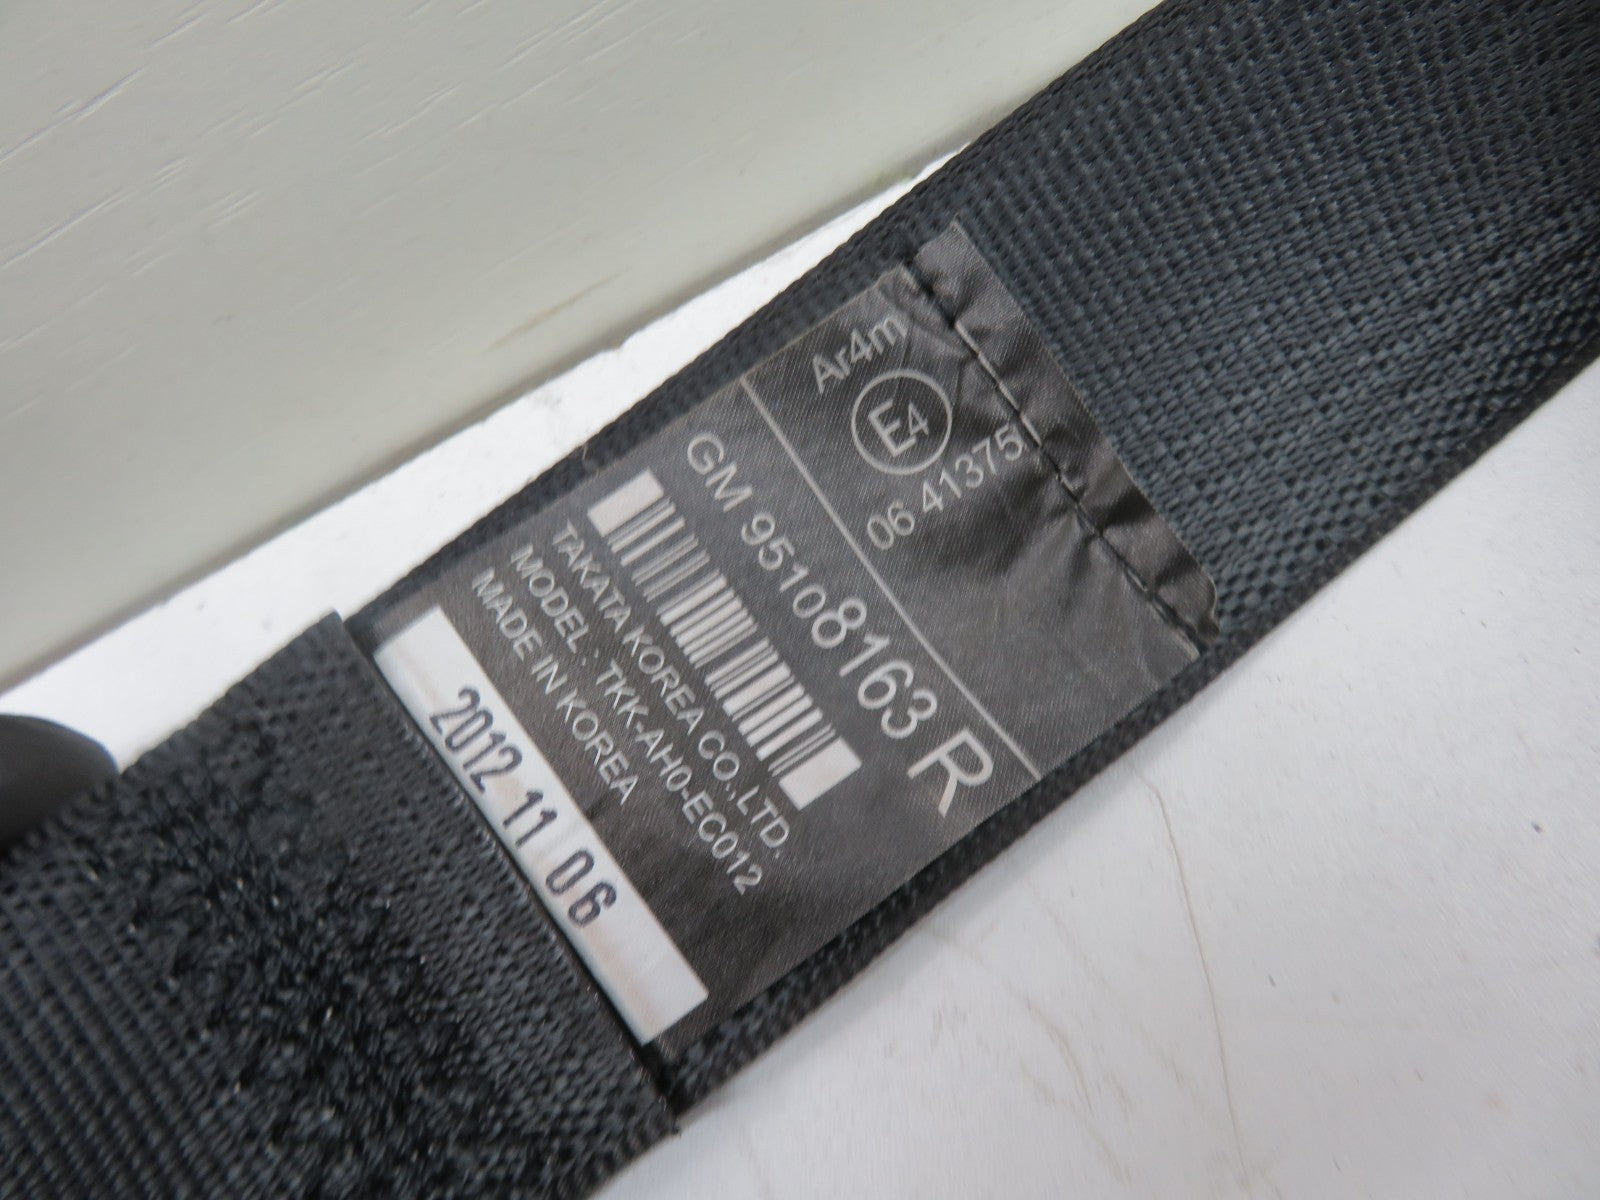 Ar4m
E4
06 41375
GM 95108163 R
TAKATA KOREA CO.,LTD.
MODEL : TKK-AH0-EC012
MADE IN KOREA
2012 11 06